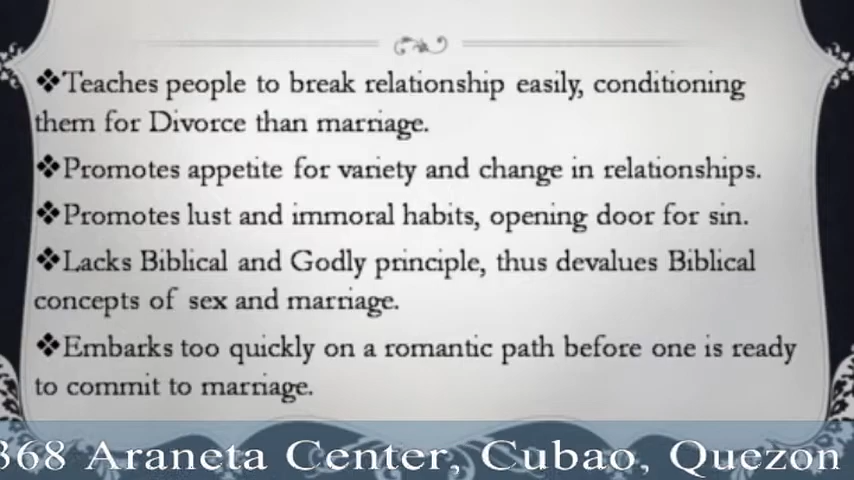 ❖Teaches people to break relationship easily, conditioning
them for Divorce than marriage.
❖Promotes appetite for variety and change in relationships.
❖Promotes lust and immoral habits, opening door for sin.
❖Lacks Biblical and Godly principle, thus devalues Biblical
concepts of sex and marriage.
❖Embarks too quickly on a romantic path before one is ready
to commit to marriage.
368 Araneta Center, Cubao, Quezon